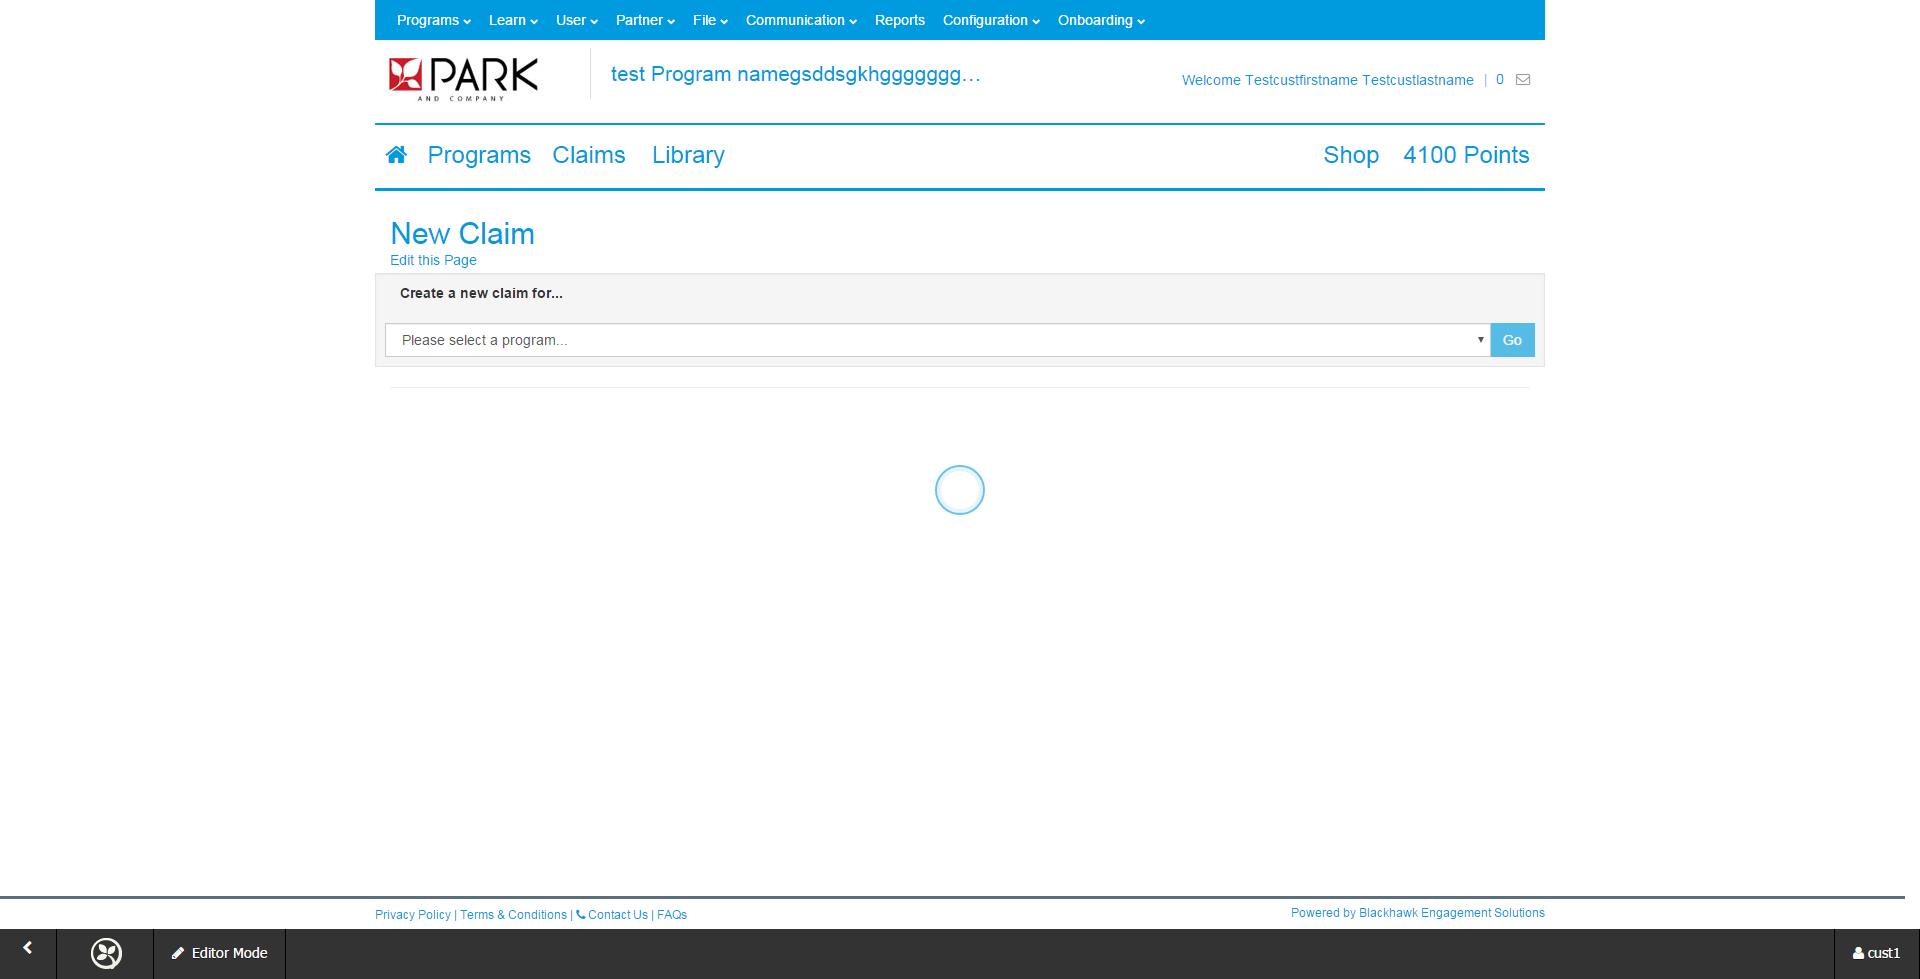 Programs Learn User Partner File Communication Reports Configuration Onboarding
PARK
AND COMPANY
test Program namegsddsgkhggggggg...
Welcome Testcustfirstname Testcustlastname | 0
Programs Claims Library Shop 4100 Points
New Claim
Edit this Page
Create a new claim for...
Please select a program... Go
Privacy Policy | Terms & Conditions | Contact Us | FAQs
Powered by Blackhawk Engagement Solutions
Editor Mode cust1